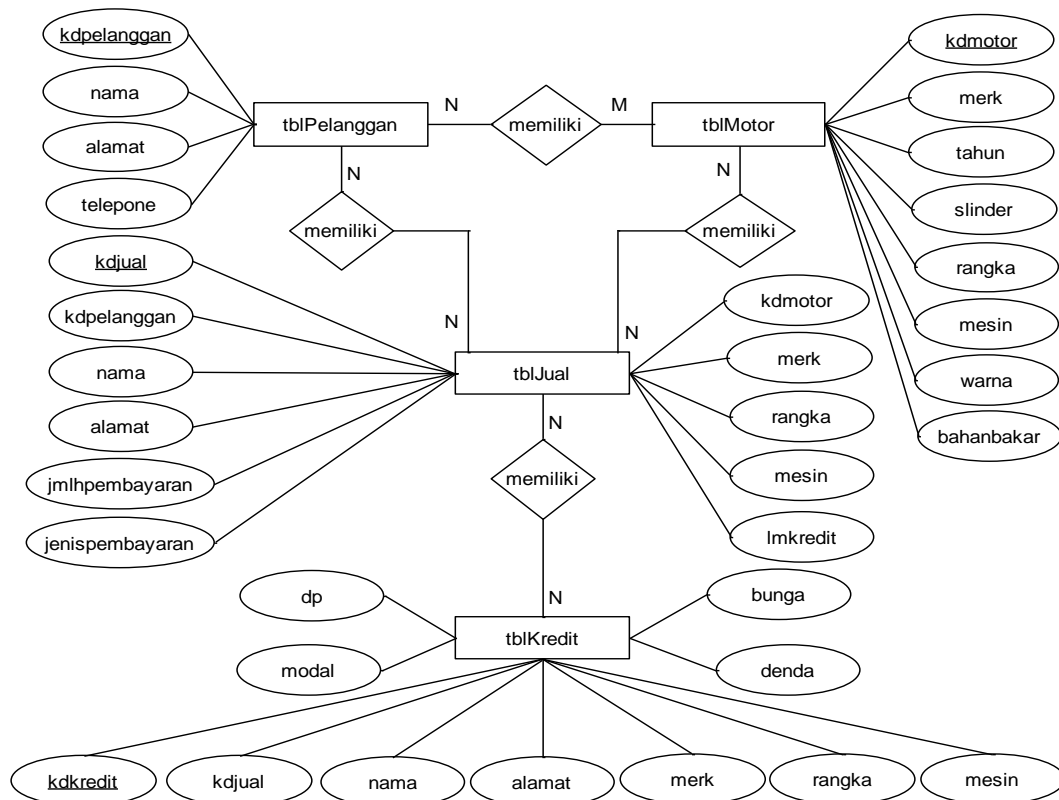 kdpelanggan
nama
alamat
telepone
tblPelanggan
N
memiliki
M
tblMotor
kdmotor
merk
tahun
slinder
rangka
mesin
warna
bahanbakar
N
memiliki
N
N
memiliki
N
kdjual
kdpelanggan
nama
alamat
jmlhpembayaran
jenispembayaran
tblJual
kdmotor
merk
rangka
mesin
lmkredit
N
memiliki
N
dp
modal
tblKredit
bunga
denda
kdkredit
kdjual
nama
alamat
merk
rangka
mesin